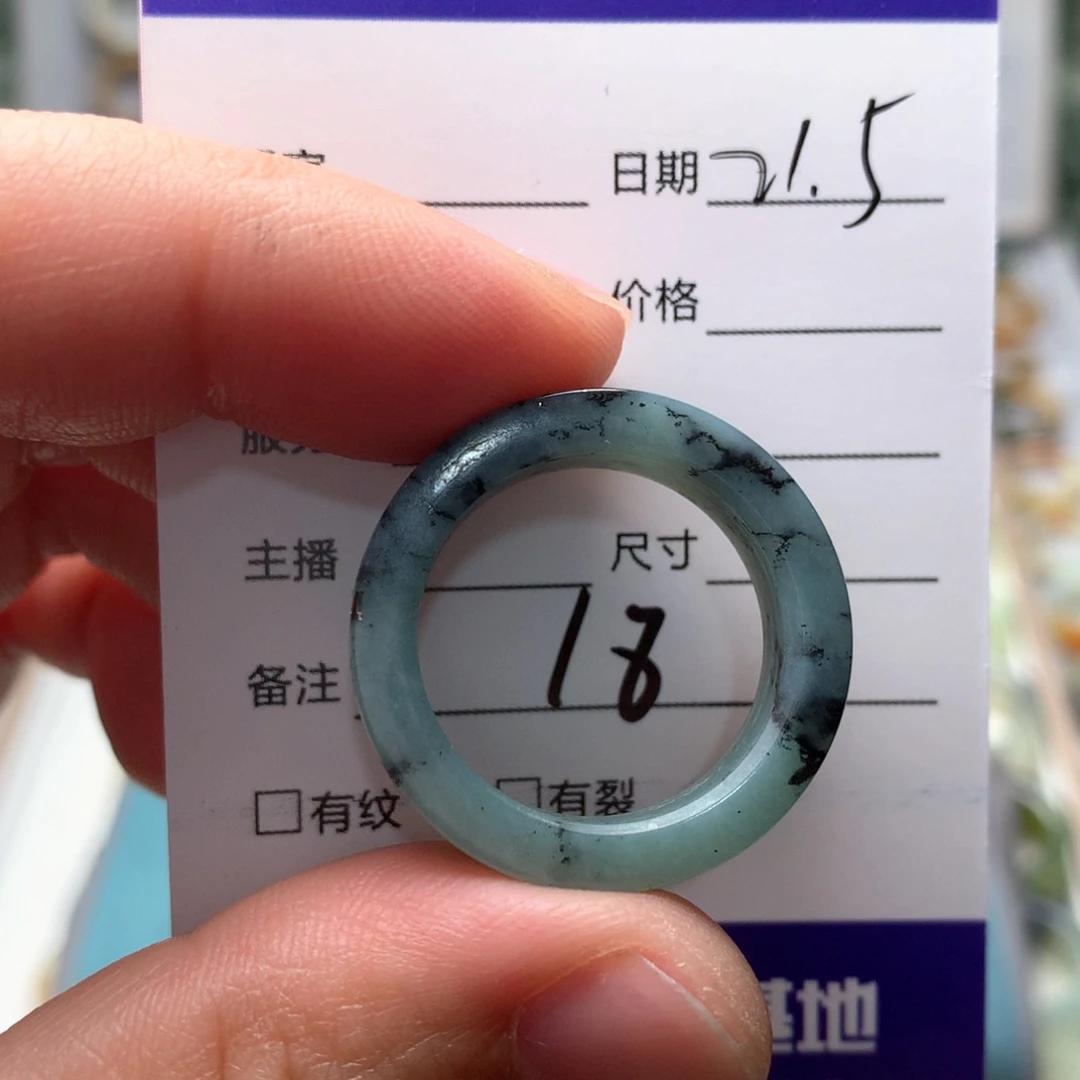 日期 21.5
价格
主播 尺寸
18
备注
有纹 有裂
基地